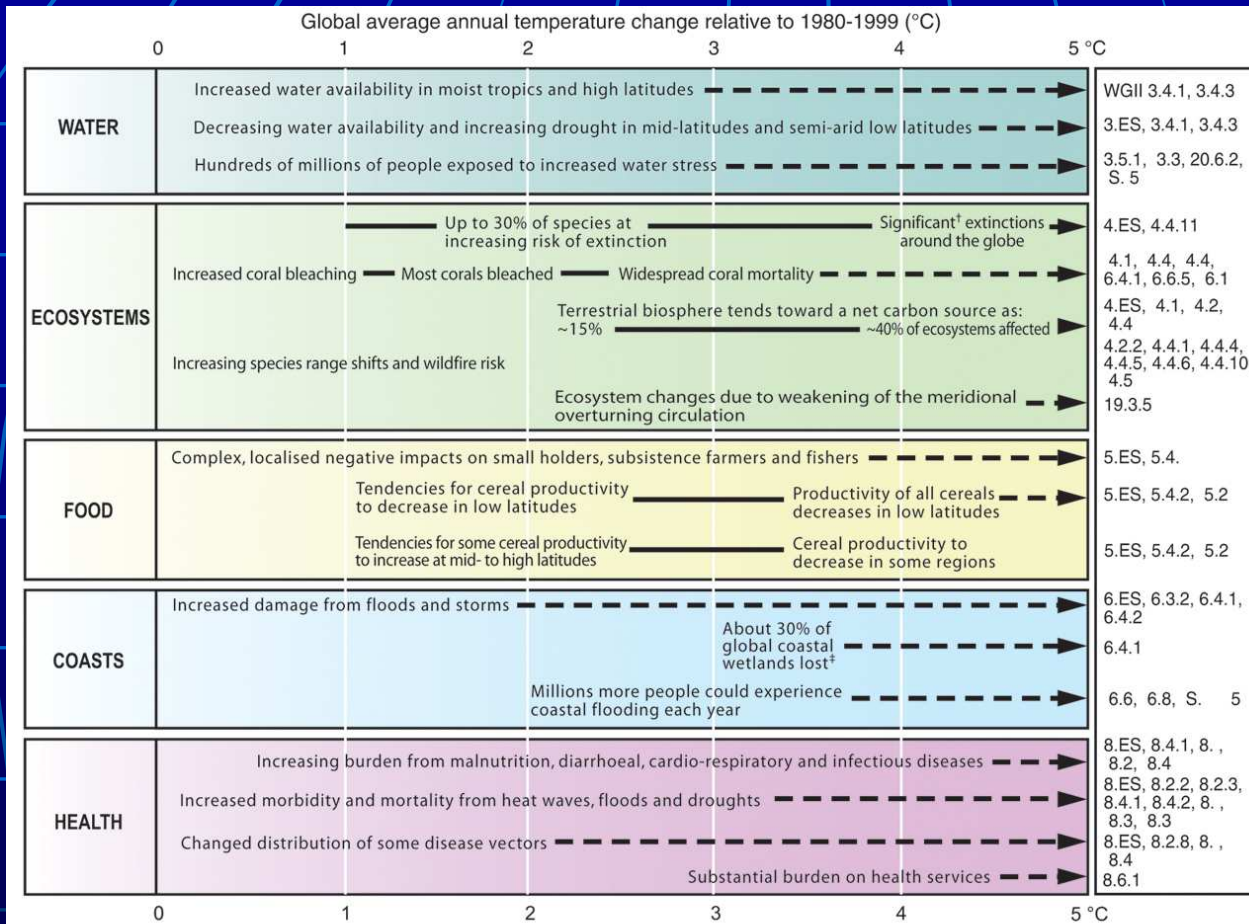 Global average annual temperature change relative to 1980-1999 (°C)
0 1 2 3 4 5 °C
WATER
Increased water availability in moist tropics and high latitudes
WGII 3.4.1, 3.4.3
Decreasing water availability and increasing drought in mid-latitudes and semi-arid low latitudes
3.ES, 3.4.1, 3.4.3
Hundreds of millions of people exposed to increased water stress
3.5.1, 3.3, 20.6.2,
S. 5
ECOSYSTEMS
Up to 30% of species at
increasing risk of extinction
Significant† extinctions
around the globe
4.ES, 4.4.11
Increased coral bleaching Most corals bleached Widespread coral mortality
4.1, 4.4, 4.4,
6.4.1, 6.6.5, 6.1
Terrestrial biosphere tends toward a net carbon source as:
~15% ~40% of ecosystems affected
4.ES, 4.1, 4.2,
4.4
Increasing species range shifts and wildfire risk
4.2.2, 4.4.1, 4.4.4,
4.4.5, 4.4.6, 4.4.10
4.5
Ecosystem changes due to weakening of the meridional
overturning circulation
19.3.5
FOOD
Complex, localised negative impacts on small holders, subsistence farmers and fishers
5.ES, 5.4.
Tendencies for cereal productivity
to decrease in low latitudes
Productivity of all cereals
decreases in low latitudes
5.ES, 5.4.2, 5.2
Tendencies for some cereal productivity
to increase at mid- to high latitudes
Cereal productivity to
decrease in some regions
5.ES, 5.4.2, 5.2
COASTS
Increased damage from floods and storms
6.ES, 6.3.2, 6.4.1,
6.4.2
About 30% of
global coastal
wetlands lost‡
6.4.1
Millions more people could experience
coastal flooding each year
6.6, 6.8, S. 5
HEALTH
Increasing burden from malnutrition, diarrhoeal, cardio-respiratory and infectious diseases
8.ES, 8.4.1, 8. ,
8.2, 8.4
Increased morbidity and mortality from heat waves, floods and droughts
8.ES, 8.2.2, 8.2.3,
8.4.1, 8.4.2, 8. ,
8.3, 8.3
Changed distribution of some disease vectors
8.ES, 8.2.8, 8. ,
8.4
Substantial burden on health services
8.6.1
0 1 2 3 4 5 °C